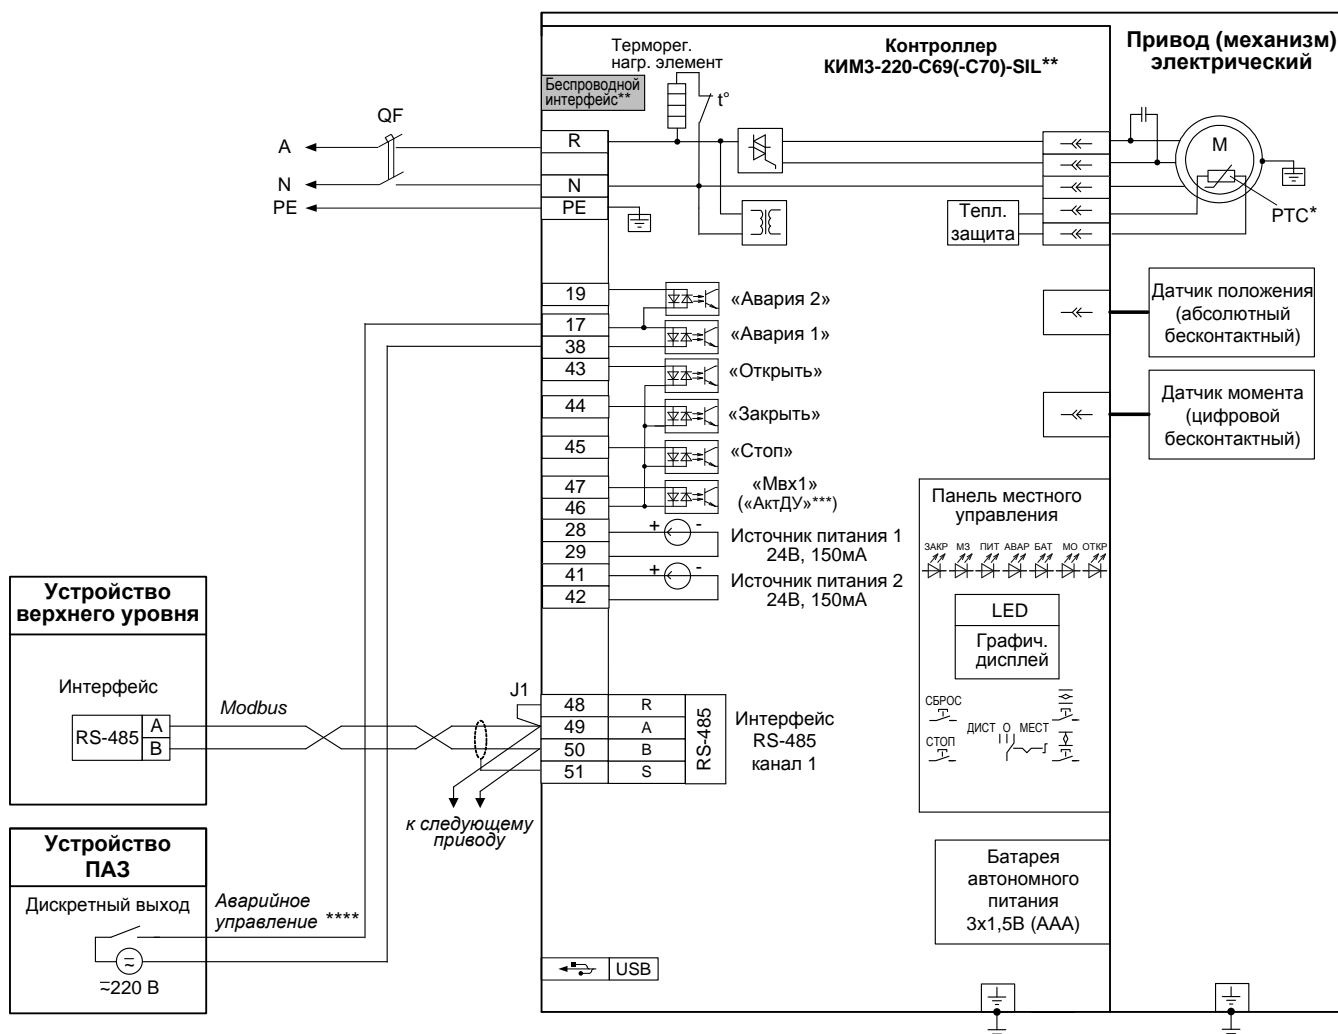 Терморег.
нагр. элемент
Контроллер
КИМ3-220-С69(-С70)-SIL**
Привод (механизм)
электрический
Беспроводной
интерфейс**
t°
QF
A
R
N
N
PE
PE
M
PTC*
Тепл.
защита
19
«Авария 2»
17
«Авария 1»
38
43
«Открыть»
44
«Закрыть»
45
«Стоп»
47
«Мвх1»
46
(«АктДУ»***)
28
+ -
Источник питания 1
29
24В, 150мА
41
+ -
Источник питания 2
42
24В, 150мА
Датчик положения
(абсолютный
бесконтактный)
Датчик момента
(цифровой
бесконтактный)
Панель местного
управления
ЗАКР МЗ ПИТ АВАР БАТ МО ОТКР
LED
Графич.
дисплей
СБРОС
ДИСТ О МЕСТ
СТОП
Устройство
верхнего уровня
Интерфейс
RS-485
A
B
Modbus
J1
48 R
49 A
50 B
51 S
RS-485
Интерфейс
RS-485
канал 1
к следующему
приводу
Устройство
ПАЗ
Дискретный выход
≂
≂220 В
Аварийное
управление ****
Батарея
автономного
питания
3х1,5В (ААА)
USB